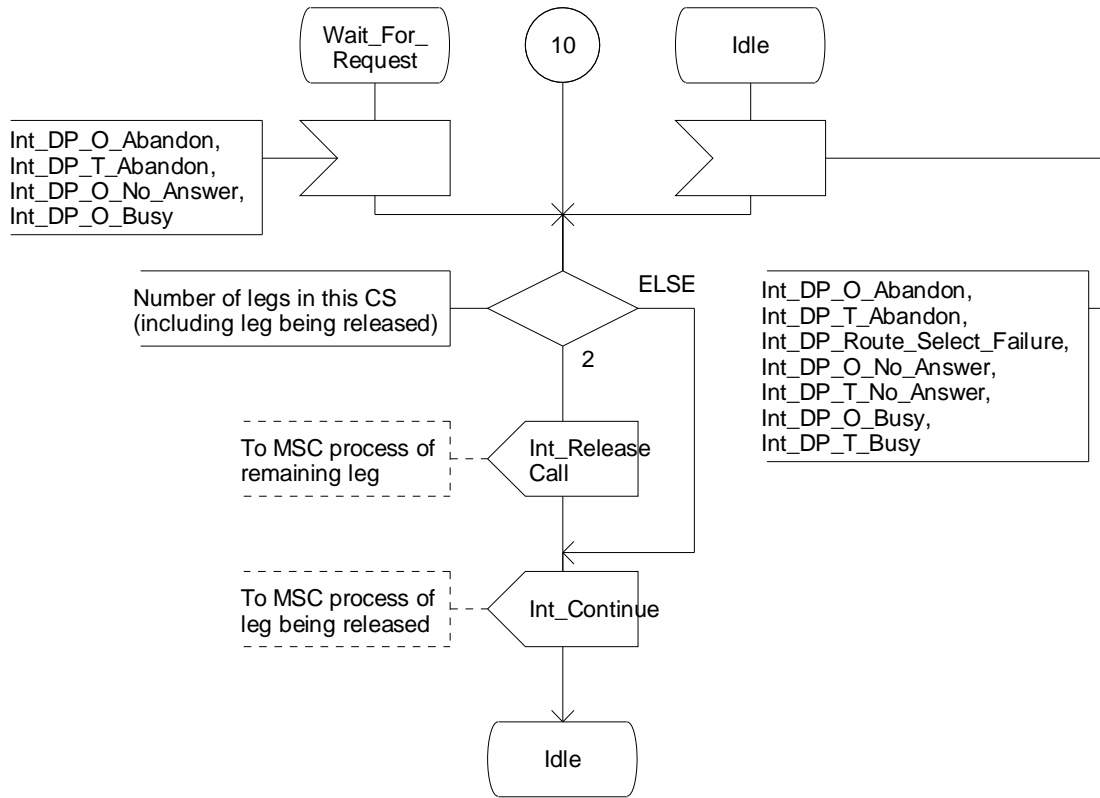 Wait_For_
Request
10
Idle
Int_DP_O_Abandon,
Int_DP_T_Abandon,
Int_DP_O_No_Answer,
Int_DP_O_Busy
Number of legs in this CS
(including leg being released)
ELSE
2
Int_DP_O_Abandon,
Int_DP_T_Abandon,
Int_DP_Route_Select_Failure,
Int_DP_O_No_Answer,
Int_DP_T_No_Answer,
Int_DP_O_Busy,
Int_DP_T_Busy
To MSC process of
remaining leg
Int_Release
Call
To MSC process of
leg being released
Int_Continue
Idle